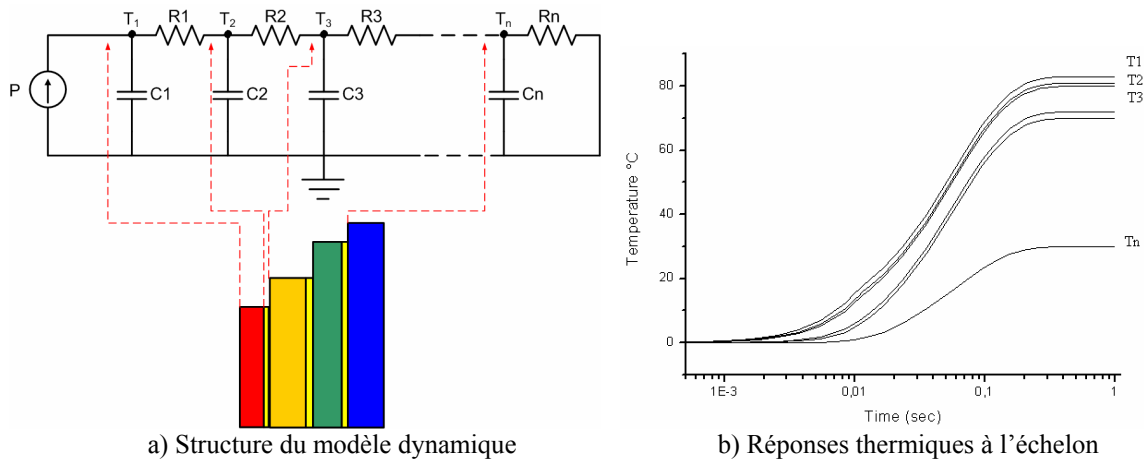 T1 R1 T2 R2 T3 R3 Tn Rn
P C1 C2 C3 Cn
a) Structure du modèle dynamique
T1
T2
T3
Tn
80
60
40
20
0
Temperature °C
1E-3 0,01 0,1 1
Time (sec)
b) Réponses thermiques à l'échelon